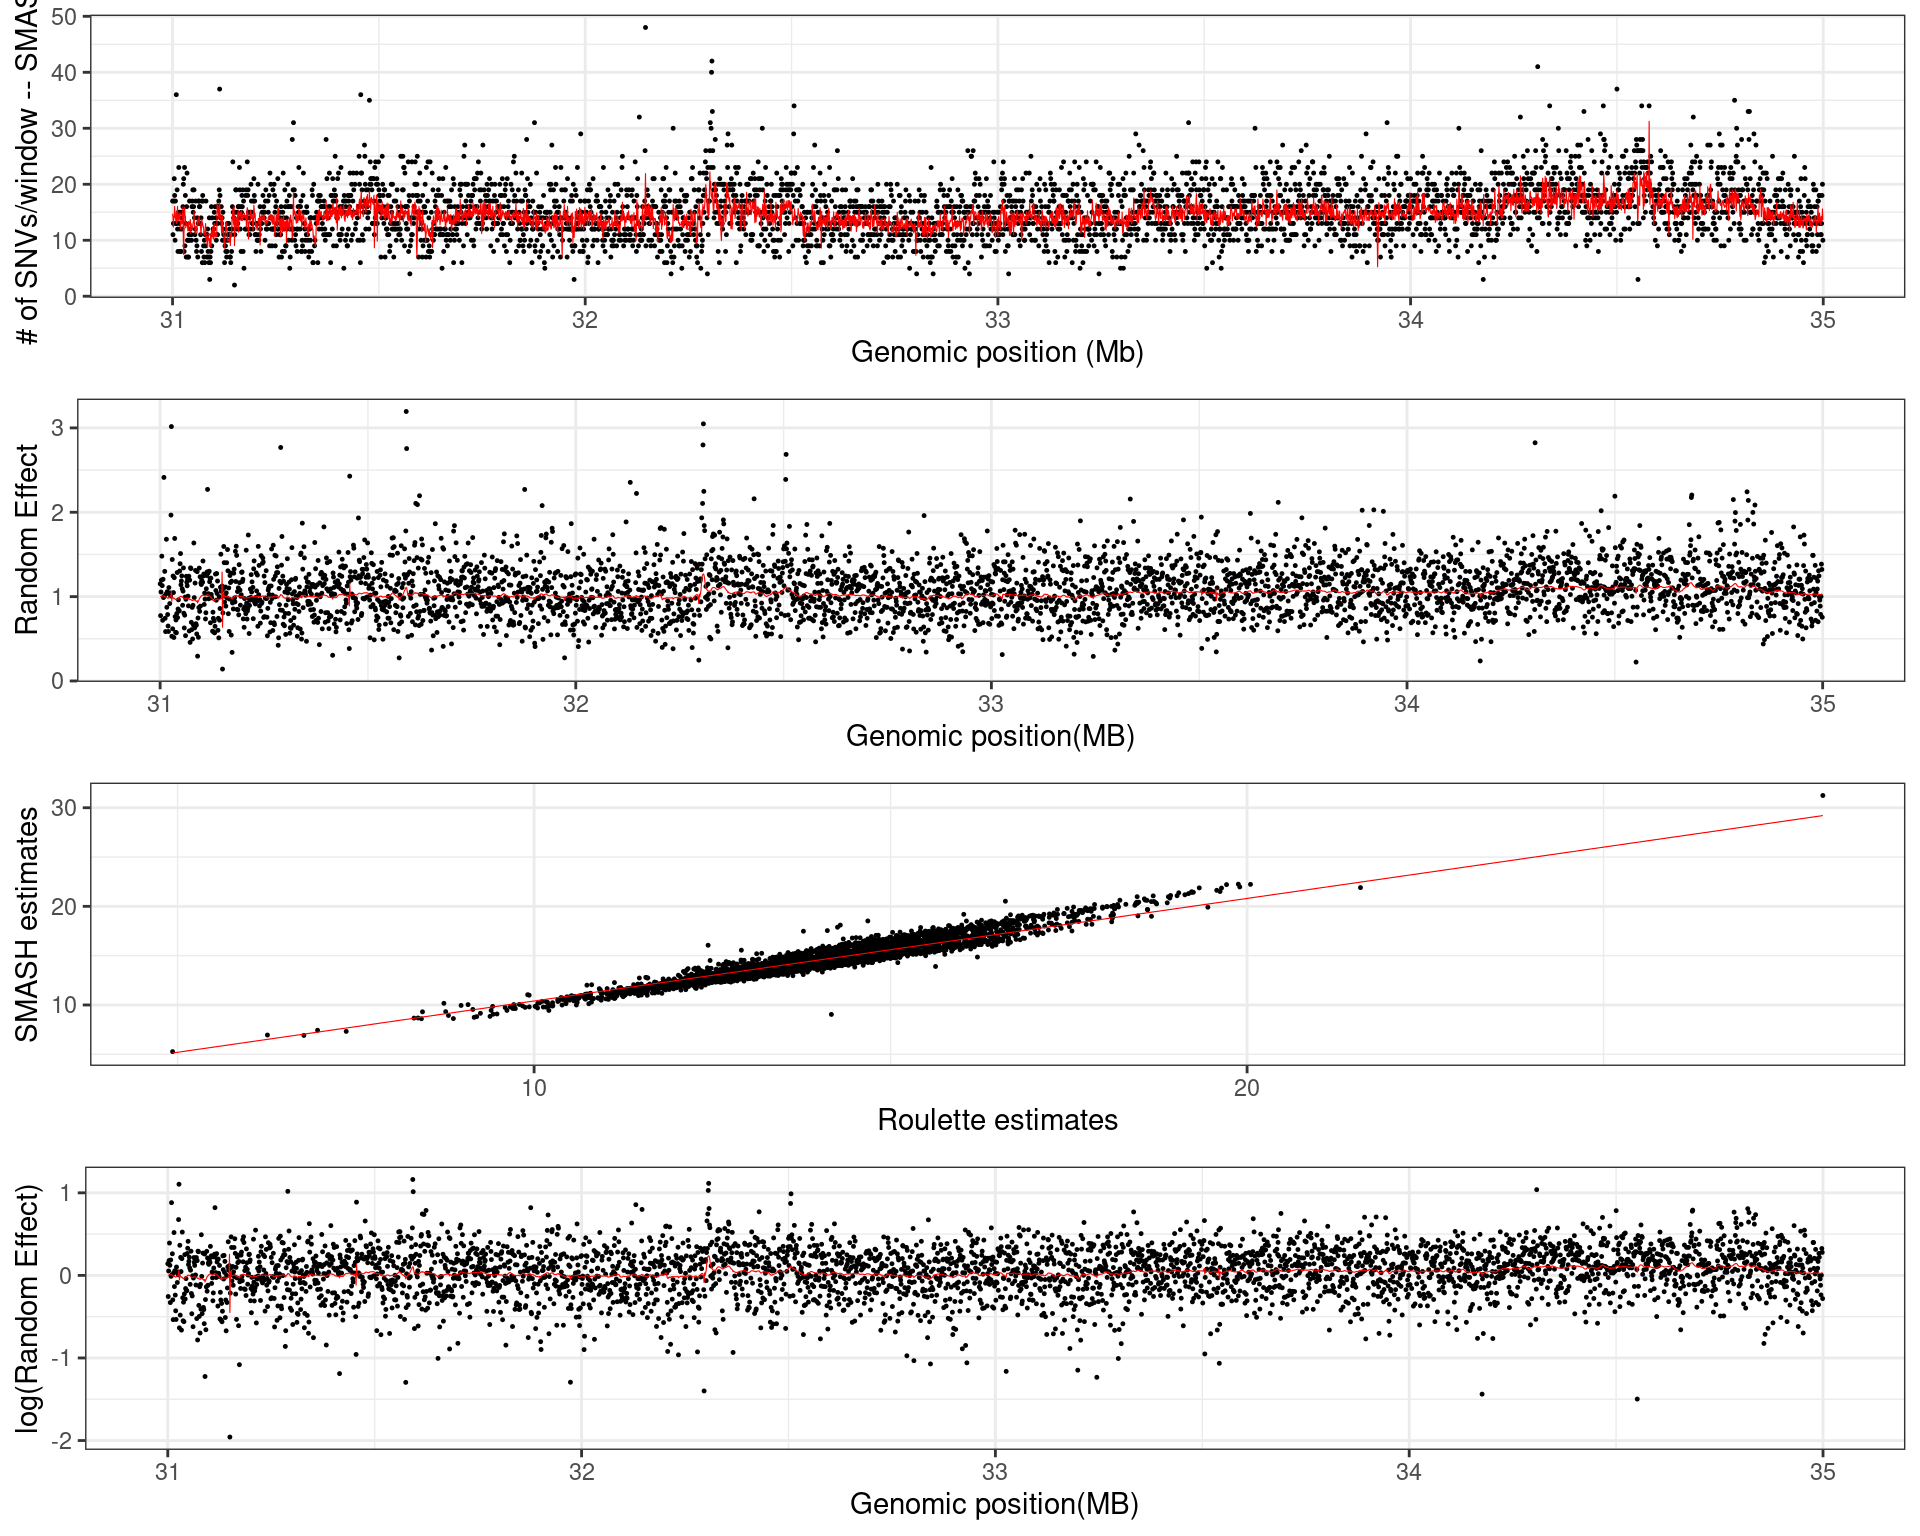 # of SNVs/window -- SMAS
50
40
30
20
10
0
31 32 33 34 35
Genomic position (Mb)
Random Effect
3
2
1
0
31 32 33 34 35
Genomic position(MB)
SMASH estimates
30
20
10
10 20
Roulette estimates
log(Random Effect)
1
0
-1
-2
31 32 33 34 35
Genomic position(MB)